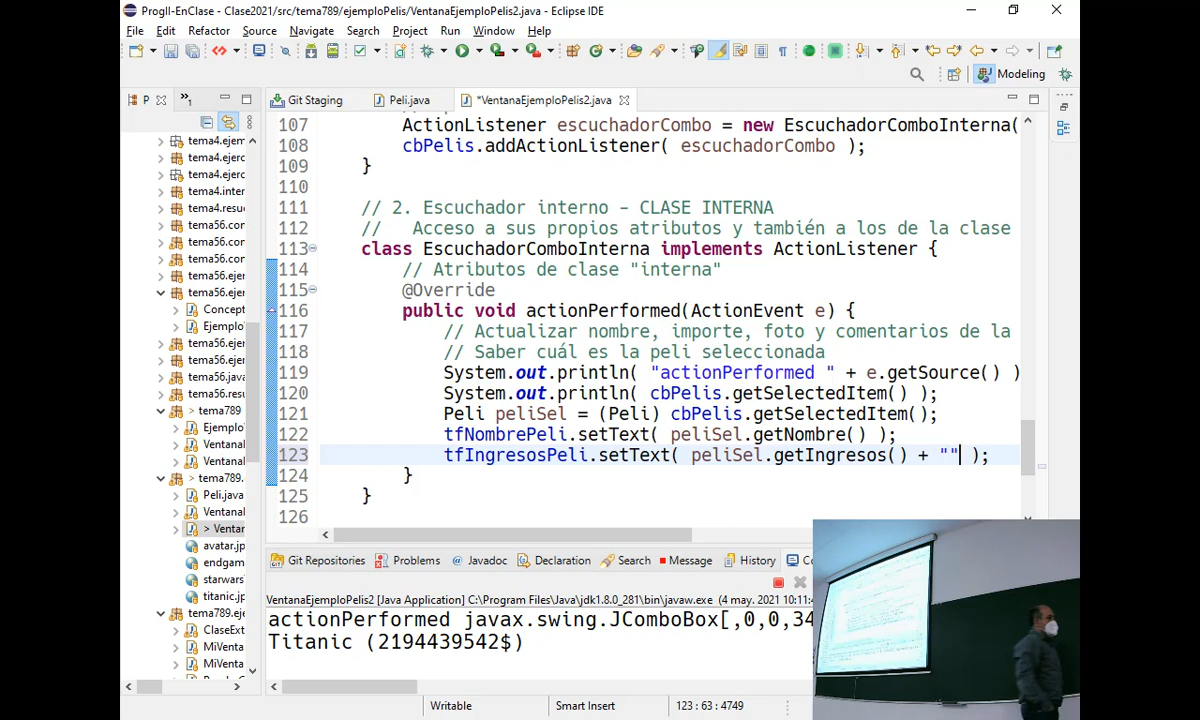 ProgII-EnClase - Clase2021/src/tema789/ejemploPelis/VentanaEjemploPelis2.java - Eclipse IDE
File Edit Refactor Source Navigate Search Project Run Window Help
Modeling
P
1
Git Staging
Peli.java
*VentanaEjemploPelis2.java
tema4.ejem
tema4.ejerc
tema4.ejerc
tema4.inter
tema4.resu
tema56.cor
tema56.cor
tema56.cor
tema56.ejer
tema56.ejer
Concept
Ejemplo
tema56.ejer
tema56.ejer
tema56.java
tema56.resu
> tema789
Ejemplo
Ventanal
Ventanal
> tema789.
Peli.java
Ventanal
> Ventar
avatar.jp
endgam
starwars
titanic.jp
tema789.eje
ClaseExt
MiVenta
MiVenta
107 ActionListener escuchadorCombo = new EscuchadorComboInterna(
108 cbPelis.addActionListener( escuchadorCombo );
109 }
110
111 // 2. Escuchador interno - CLASE INTERNA
112 //   Acceso a sus propios atributos y también a los de la clase
113 class EscuchadorComboInterna implements ActionListener {
114 // Atributos de clase "interna"
115 @Override
116 public void actionPerformed(ActionEvent e) {
117 // Actualizar nombre, importe, foto y comentarios de la
118 // Saber cuál es la peli seleccionada
119 System.out.println( "actionPerformed " + e.getSource() )
120 System.out.println( cbPelis.getSelectedItem() );
121 Peli peliSel = (Peli) cbPelis.getSelectedItem();
122 tfNombrePeli.setText( peliSel.getNombre() );
123 tfIngresosPeli.setText( peliSel.getIngresos() + "" );
124 }
125 }
126
Git Repositories Problems @ Javadoc Declaration Search Message History Co
VentanaEjemploPelis2 [Java Application] C:\Program Files\Java\jdk1.8.0_281\bin\javaw.exe (4 may. 2021 10:11:4
actionPerformed javax.swing.JComboBox[,0,0,34
Titanic (2194439542$)
Writable Smart Insert 123 : 63 : 4749